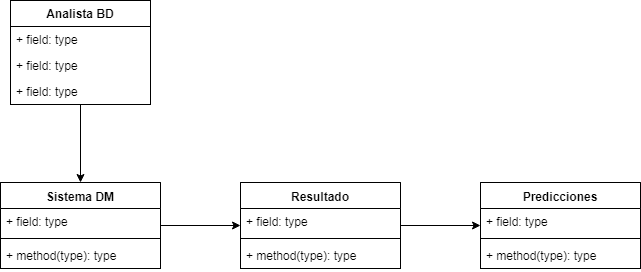 Analista BD
+ field: type
+ field: type
+ field: type
Sistema DM
+ field: type
+ method(type): type
Resultado
+ field: type
+ method(type): type
Predicciones
+ field: type
+ method(type): type